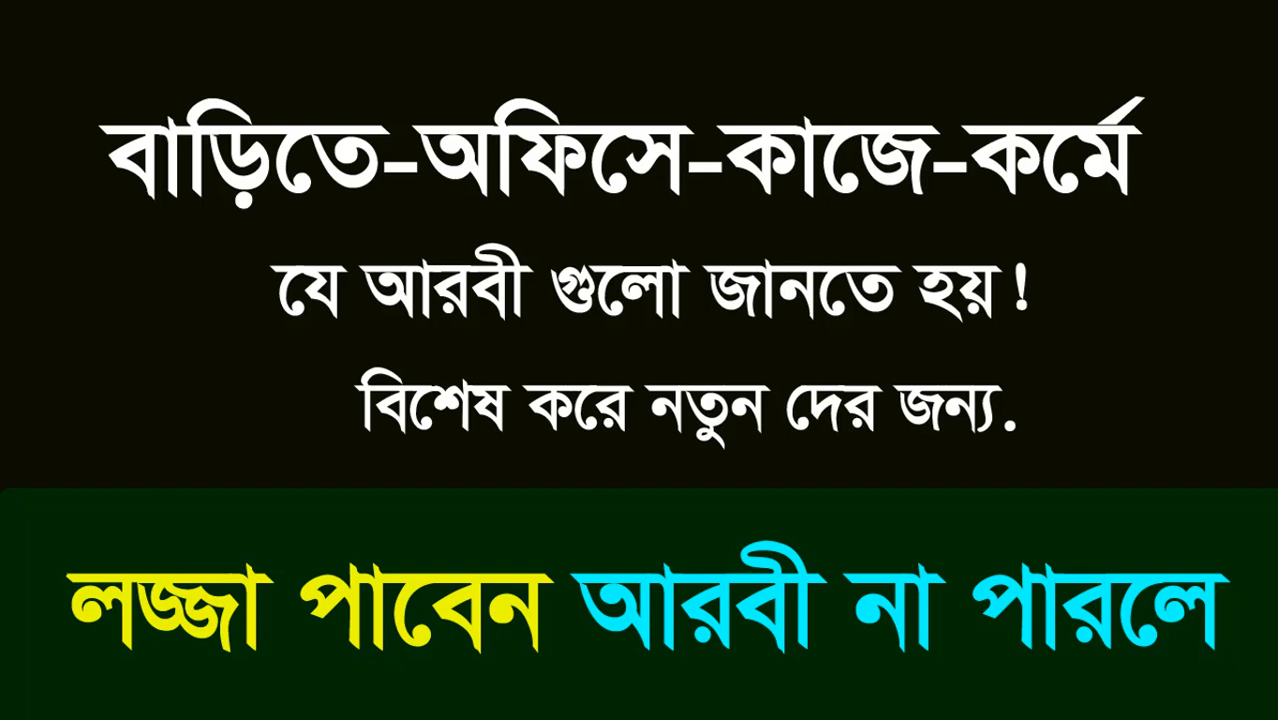 বাড়িতে-অফিসে-কাজে-কর্মে
যে আরবী গুলো জানতে হয়!
বিশেষ করে নতুন দের জন্য.
লজ্জা পাবেন আরবী না পারলে